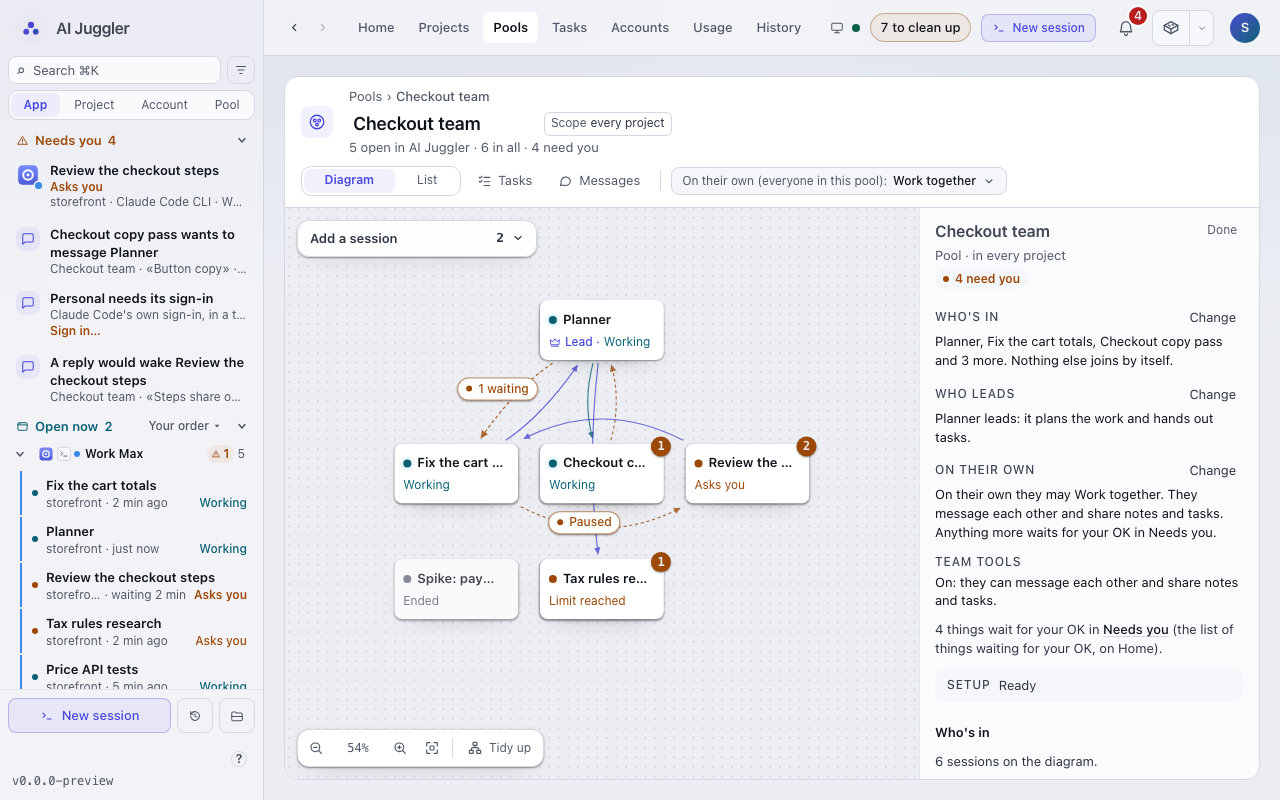 AI Juggler
Search ⌘K
App Project Account Pool
Needs you 4
Review the checkout steps
Asks you
storefront · Claude Code CLI · W…
Checkout copy pass wants to
message Planner
Checkout team · «Button copy» ·…
Personal needs its sign-in
Claude Code's own sign-in, in a t…
Sign in…
A reply would wake Review the
checkout steps
Checkout team · «Steps share o…
Open now 2 Your order
Work Max 1 5
Fix the cart totals
storefront · 2 min ago Working
Planner
storefront · just now Working
Review the checkout steps
storefro… · waiting 2 min Asks you
Tax rules research
storefront · 2 min ago Asks you
Price API tests
storefront · 5 min ago Working
New session
?
v0.0.0-preview
Home Projects Pools Tasks Accounts Usage History
7 to clean up
New session
4
S
Pools › Checkout team
Checkout team
Scope every project
5 open in AI Juggler · 6 in all · 4 need you
Diagram List Tasks Messages
On their own (everyone in this pool): Work together
Add a session 2
Planner
Lead · Working
1 waiting
Fix the cart …
Working
1
Checkout c…
Working
2
Review the …
Asks you
Paused
Spike: pay…
Ended
1
Tax rules re…
Limit reached
54% Tidy up
Checkout team Done
Pool · in every project
4 need you
WHO'S IN Change
Planner, Fix the cart totals, Checkout copy pass
and 3 more. Nothing else joins by itself.
WHO LEADS Change
Planner leads: it plans the work and hands out
tasks.
ON THEIR OWN Change
On their own they may Work together. They
message each other and share notes and tasks.
Anything more waits for your OK in Needs you.
TEAM TOOLS
On: they can message each other and share notes
and tasks.
4 things wait for your OK in Needs you (the list of
things waiting for your OK, on Home).
SETUP Ready
Who's in
6 sessions on the diagram.